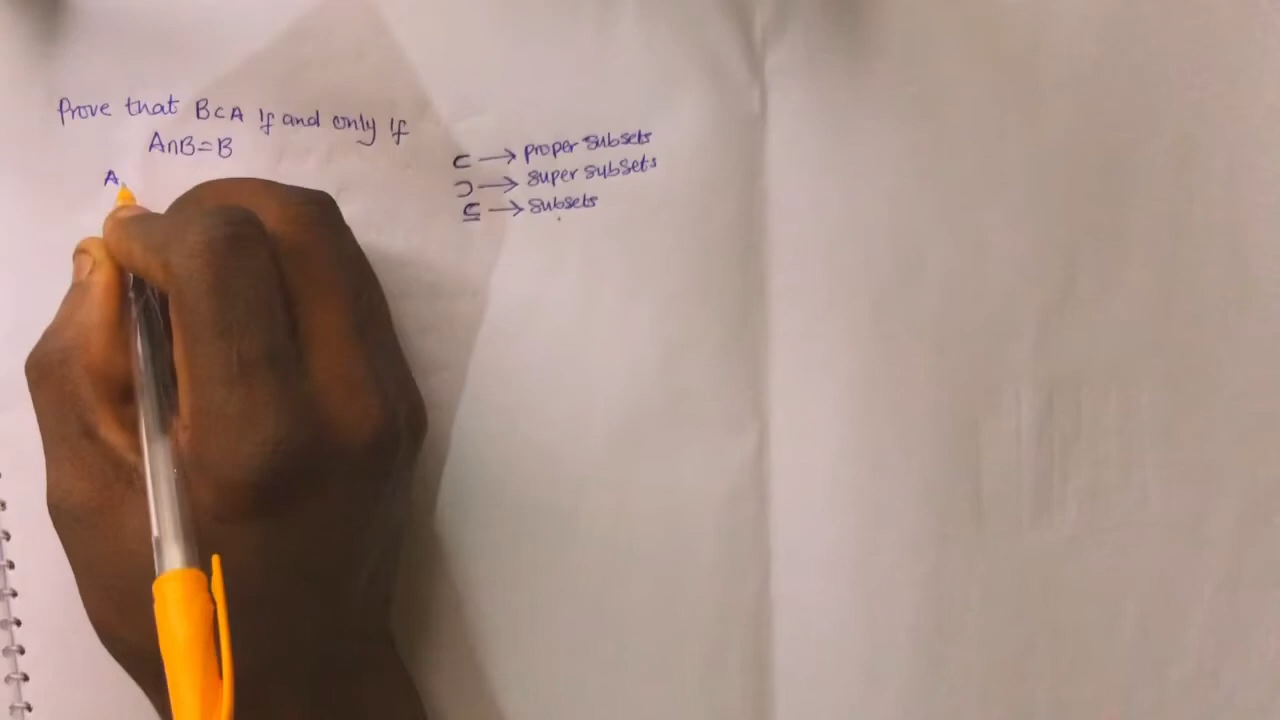 Prove that B⊂A If and only If
A∩B=B
A
⊂ → proper subsets
⊃ → super subsets
⊆ → subsets